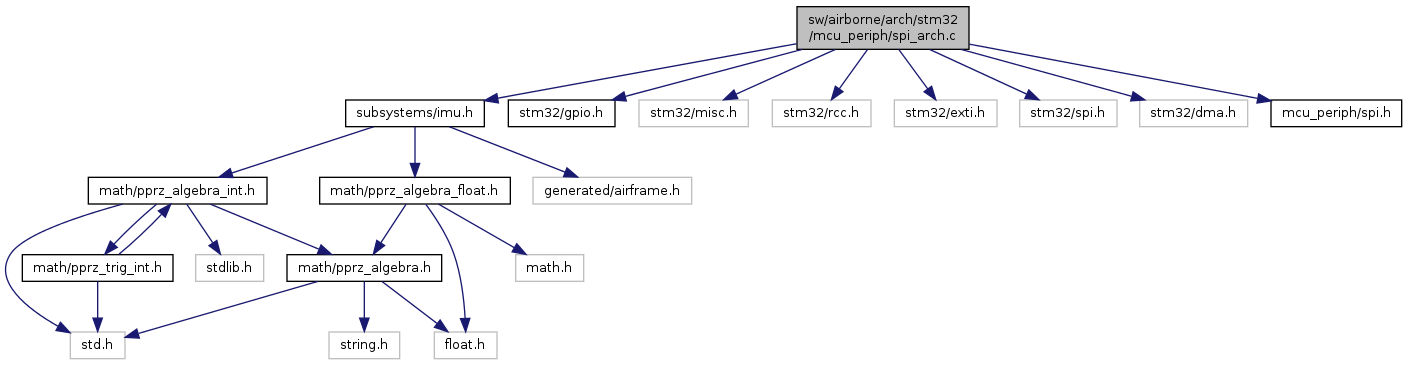 sw/airborne/arch/stm32
/mcu_periph/spi_arch.c
subsystems/imu.h
stm32/gpio.h
stm32/misc.h
stm32/rcc.h
stm32/exti.h
stm32/spi.h
stm32/dma.h
mcu_periph/spi.h
math/pprz_algebra_int.h
math/pprz_algebra_float.h
generated/airframe.h
math/pprz_trig_int.h
stdlib.h
math/pprz_algebra.h
math.h
std.h
string.h
float.h